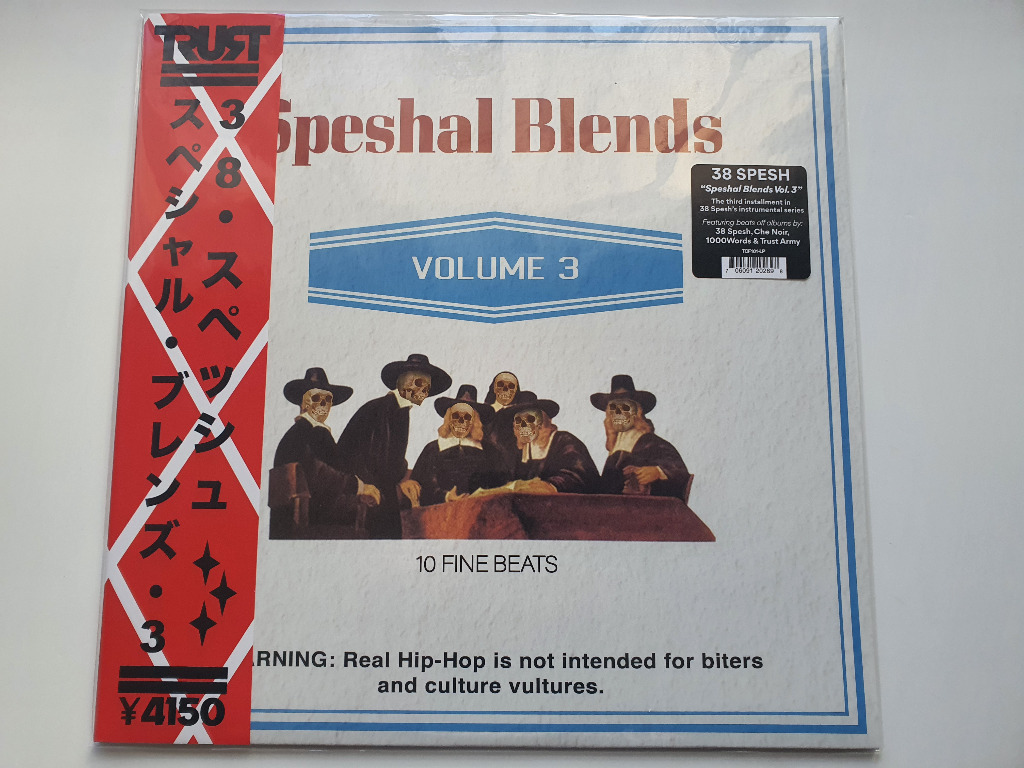 TRUST
38・スペッシュ
スペシャル・ブレンズ・3
¥4150
Speshal Blends
VOLUME 3
38 SPESH
“Speshal Blends Vol. 3”
The third installment in
38 Spesh's instrumental series
Featuring beats off albums by:
38 Spesh, Che Noir,
1000Words & Trust Army
10 FINE BEATS
ARNING: Real Hip-Hop is not intended for biters
and culture vultures.